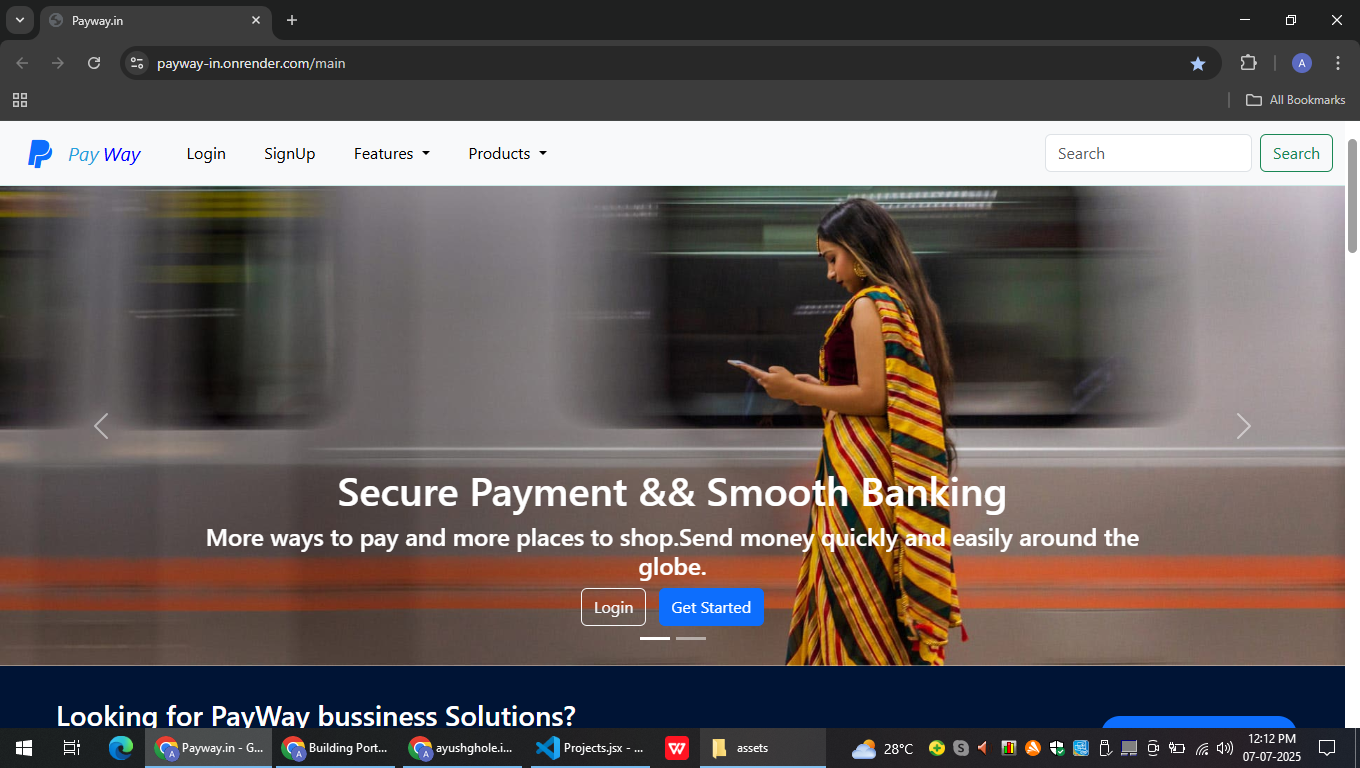 Payway.in
payway-in.onrender.com/main
A
All Bookmarks
Pay Way
Login
SignUp
Features
Products
Search
Search
Secure Payment && Smooth Banking
More ways to pay and more places to shop.Send money quickly and easily around the
globe.
Login
Get Started
Looking for PayWay bussiness Solutions?
Payway.in - G...
Building Port...
ayushghole.i...
Projects.jsx - ...
assets
28°C
12:12 PM
07-07-2025